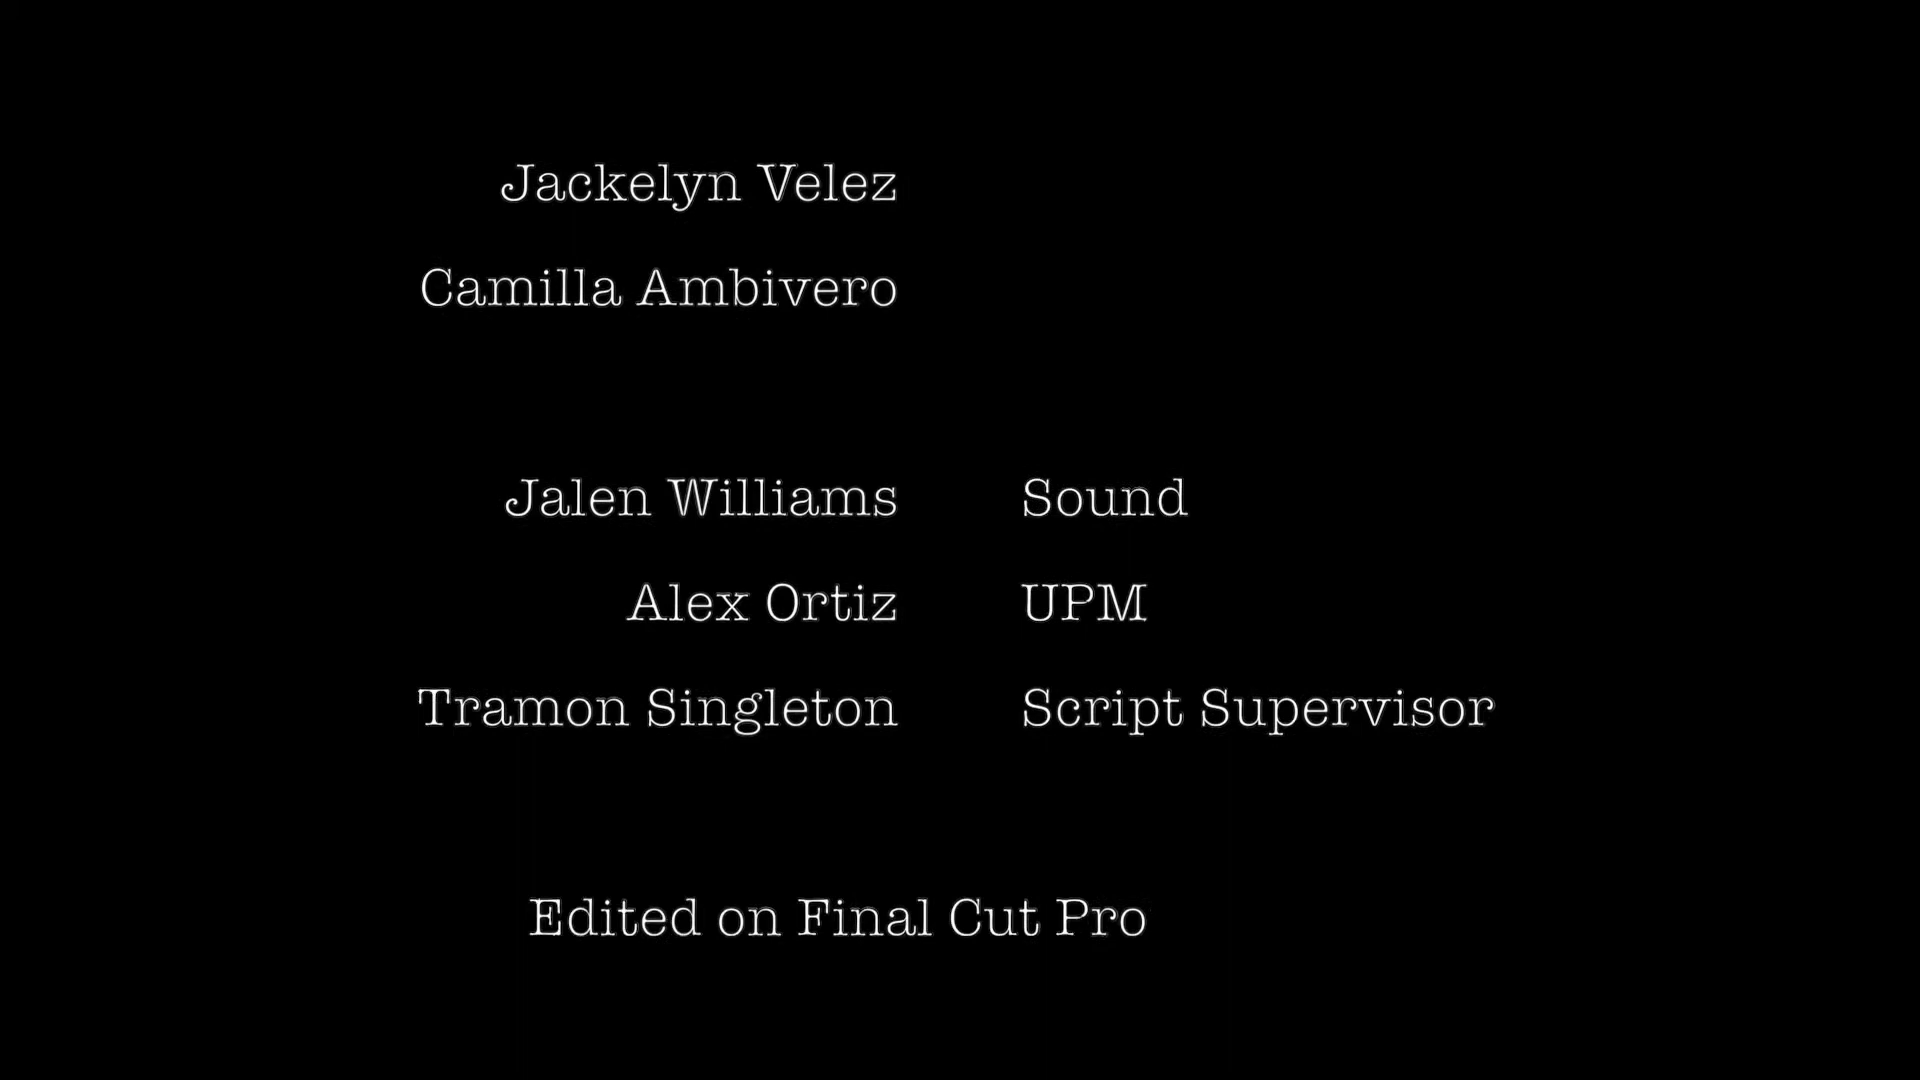 Jackelyn Velez
Camilla Ambivero
Jalen Williams Sound
Alex Ortiz UPM
Tramon Singleton Script Supervisor
Edited on Final Cut Pro